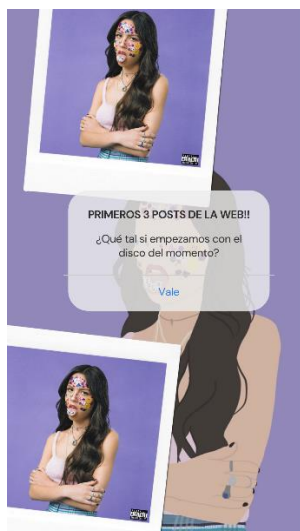 PRIMEROS 3 POSTS DE LA WEB!!
¿Qué tal si empezamos con el
disco del momento?
Vale